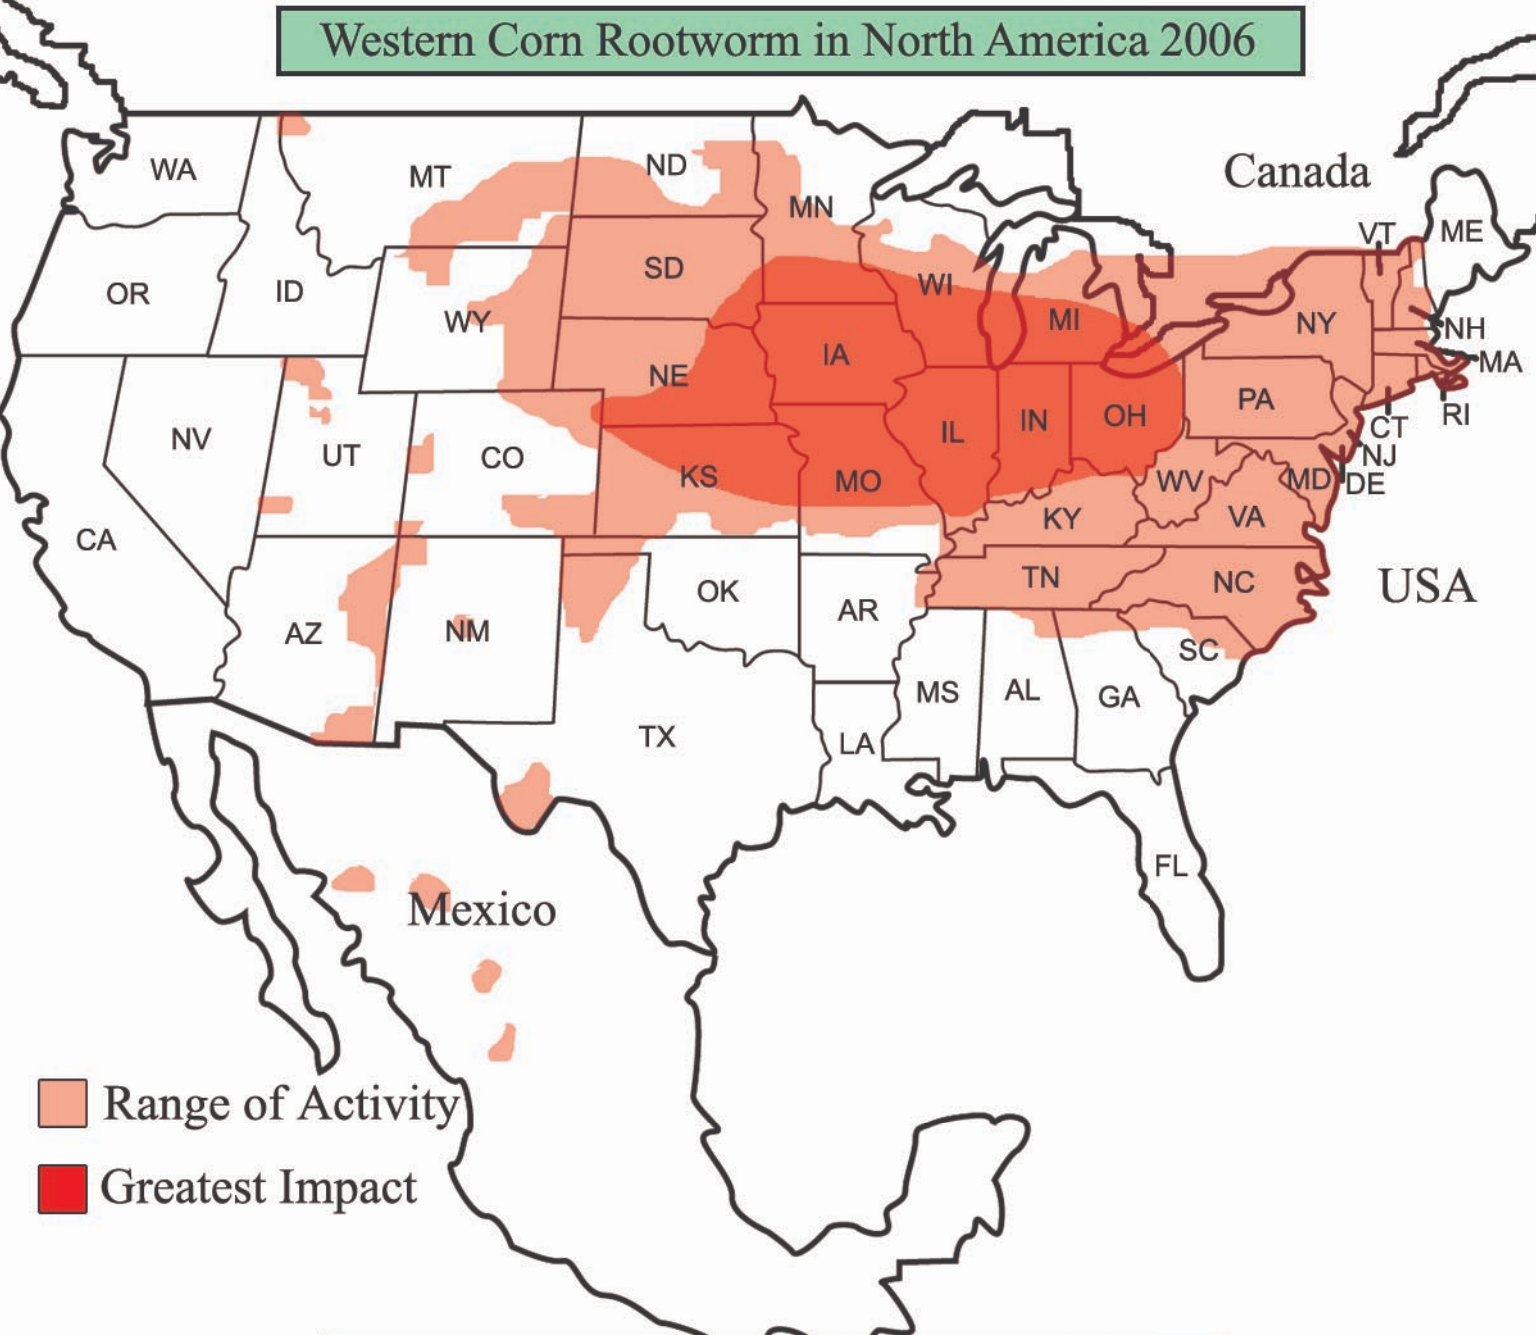 Western Corn Rootworm in North America 2006
Canada
WA
MT
ND
MN
VT
ME
OR
ID
SD
WI
WY
MI
NY
NH
IA
MA
NE
PA
RI
NV
UT
CO
IL
IN
OH
CT
NJ
KS
MO
WV
MD
DE
CA
KY
VA
USA
OK
TN
NC
AZ
NM
AR
SC
MS
AL
GA
TX
LA
FL
Mexico
Range of Activity
Greatest Impact